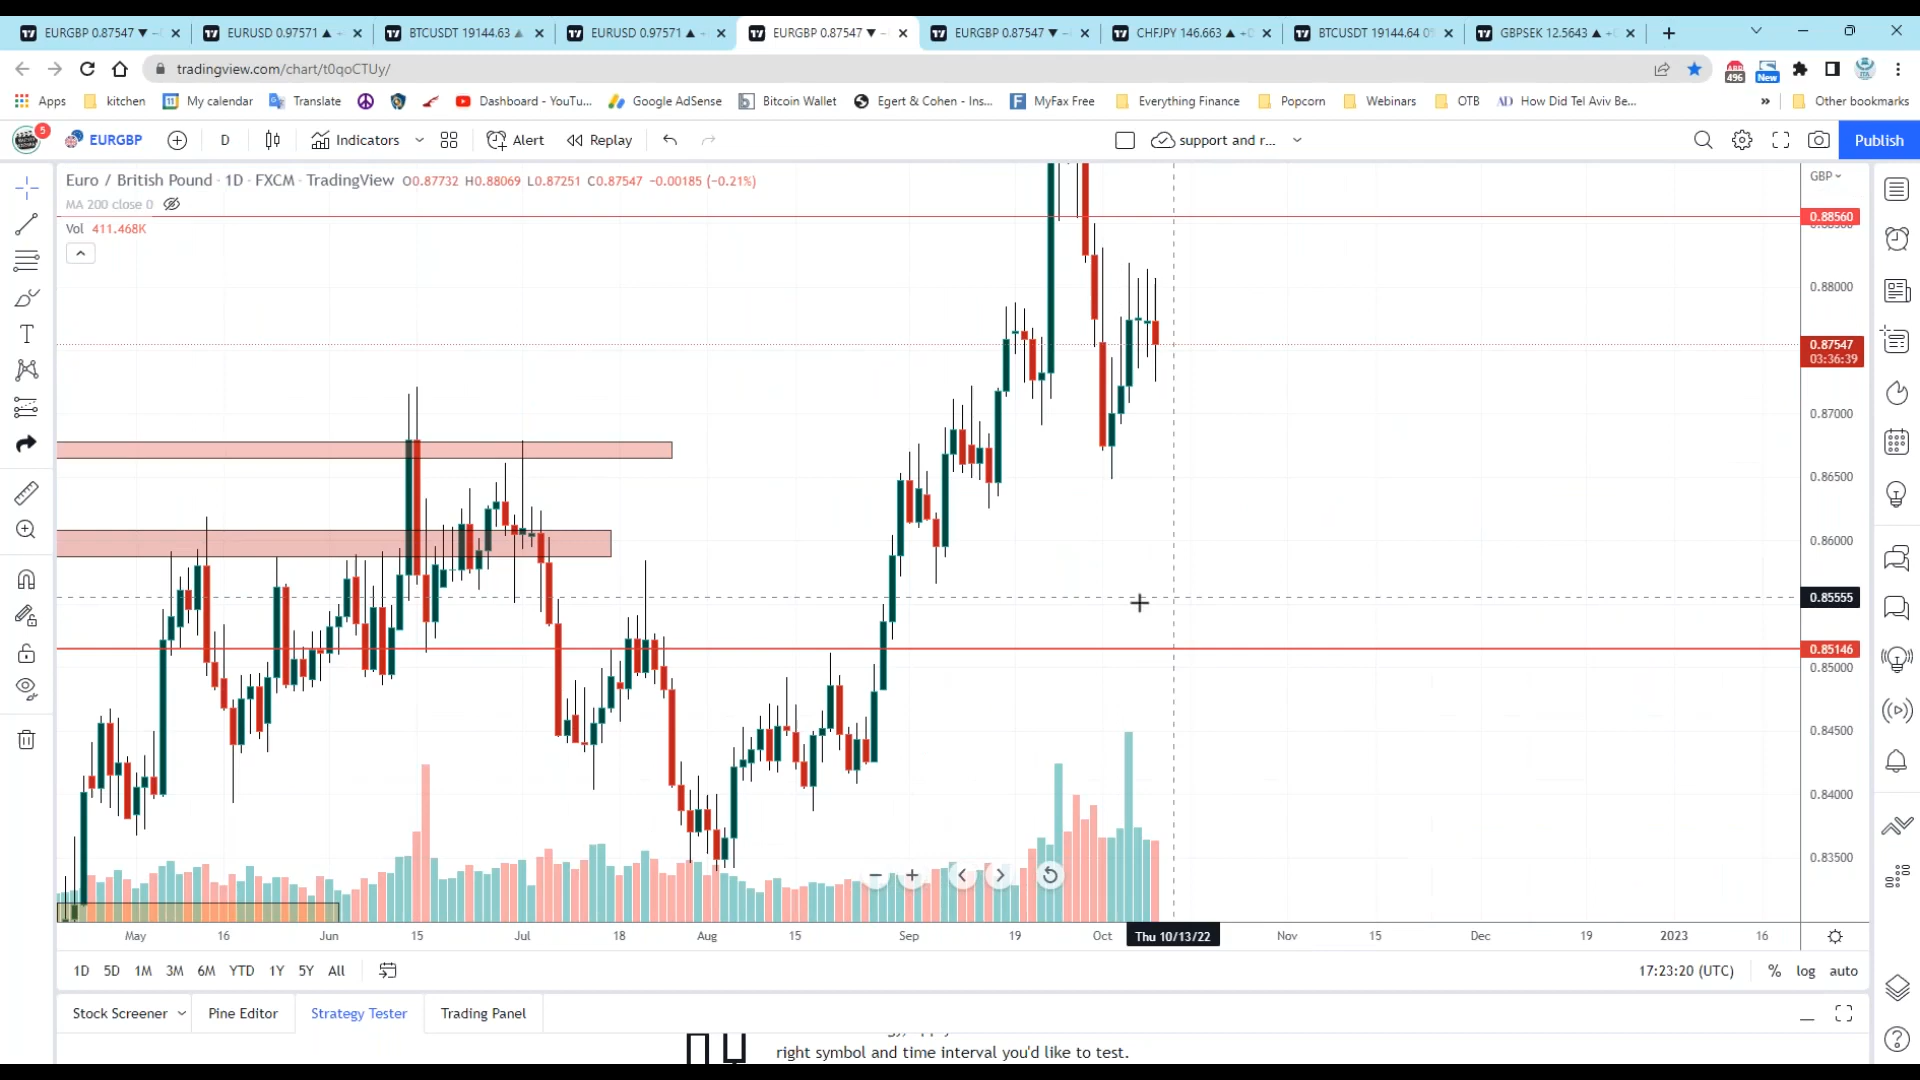 EURGBP 0.87547 ▼ −
EURUSD 0.97571 ▲ +
BTCUSDT 19144.63 ▲
EURUSD 0.97571 ▲ +
EURGBP 0.87547 ▼ −
EURGBP 0.87547 ▼ −
CHFJPY 146.663 ▲ +
BTCUSDT 19144.64
GBPSEK 12.5643 ▲ +
tradingview.com/chart/t0qoCTUy/
496
New
Apps
kitchen
My calendar
Translate
Dashboard - YouTu...
Google AdSense
Bitcoin Wallet
Egert & Cohen - Ins...
MyFax Free
Everything Finance
Popcorn
Webinars
OTB
AD How Did Tel Aviv Be...
»
Other bookmarks
5
EURGBP
D
Indicators
Alert
Replay
support and r...
Publish
Euro / British Pound · 1D · FXCM · TradingView O0.87732 H0.88069 L0.87251 C0.87547 −0.00185 (−0.21%)
GBP
MA 200 close 0
Vol 411.468K
0.88560
0.88000
0.87547
03:36:39
0.87000
0.86500
0.86000
0.85555
0.85146
0.85000
0.84500
0.84000
0.83500
May
16
Jun
15
Jul
18
Aug
15
Sep
19
Oct
Thu 10/13/22
Nov
15
Dec
19
2023
16
1D
5D
1M
3M
6M
YTD
1Y
5Y
All
17:23:20 (UTC)
%
log
auto
Stock Screener
Pine Editor
Strategy Tester
Trading Panel
right symbol and time interval you'd like to test.